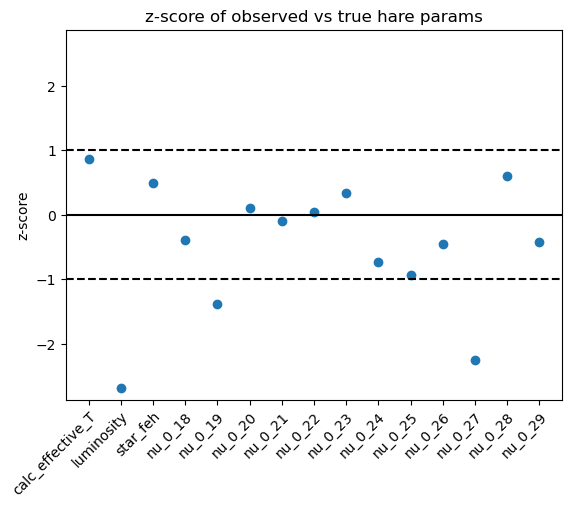 z-score of observed vs true hare params
z-score
2
1
0
−1
−2
calc_effective_T
luminosity
star_feh
nu_0_18
nu_0_19
nu_0_20
nu_0_21
nu_0_22
nu_0_23
nu_0_24
nu_0_25
nu_0_26
nu_0_27
nu_0_28
nu_0_29